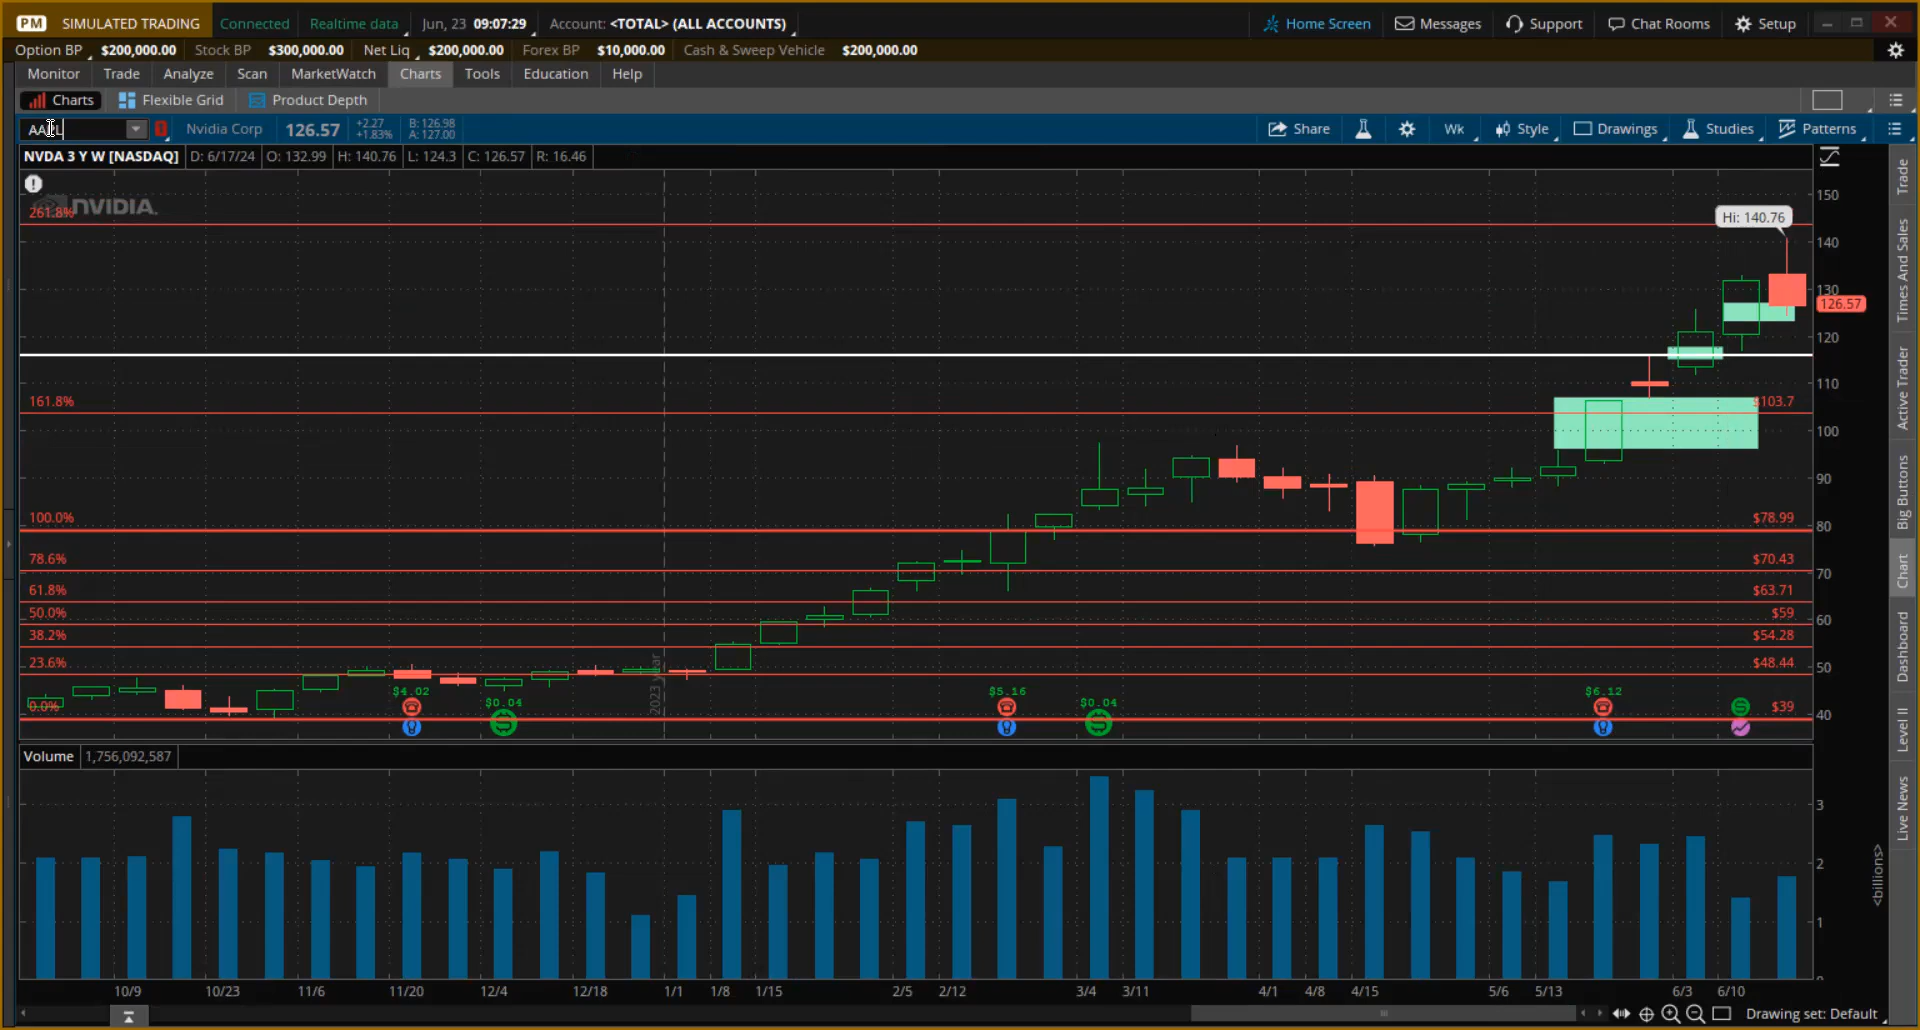 PM SIMULATED TRADING Connected Realtime data Jun, 23 09:07:29 Account: <TOTAL> (ALL ACCOUNTS) Home Screen Messages Support Chat Rooms Setup
Option BP $200,000.00 Stock BP $300,000.00 Net Liq $200,000.00 Forex BP $10,000.00 Cash & Sweep Vehicle $200,000.00
Monitor Trade Analyze Scan MarketWatch Charts Tools Education Help
Charts Flexible Grid Product Depth
Nvidia Corp 126.57 +2.27 +1.83% B: 126.98 A: 127.00 Share Wk Style Drawings Studies Patterns
NVDA 3 Y W [NASDAQ] D: 6/17/24 O: 132.99 H: 140.76 L: 124.3 C: 126.57 R: 16.46
NVIDIA.
261.8%
Hi: 140.76
161.8% $103.7
100.0% $78.99
78.6% $70.43
61.8% $63.71
50.0% $59
38.2% $54.28
23.6% $48.44
0.0% $39
$4.02 $0.04 $5.16 $0.04 $6.12
2023 year
150
140
130
126.57
120
110
100
90
80
70
60
50
40
Volume 1,756,092,587
3
2
1
0
<billions>
10/9 10/23 11/6 11/20 12/4 12/18 1/1 1/8 1/15 2/5 2/12 3/4 3/11 4/1 4/8 4/15 5/6 5/13 6/3 6/10
Drawing set: Default
Trade
Times And Sales
Active Trader
Big Buttons
Chart
Dashboard
Level II
Live News